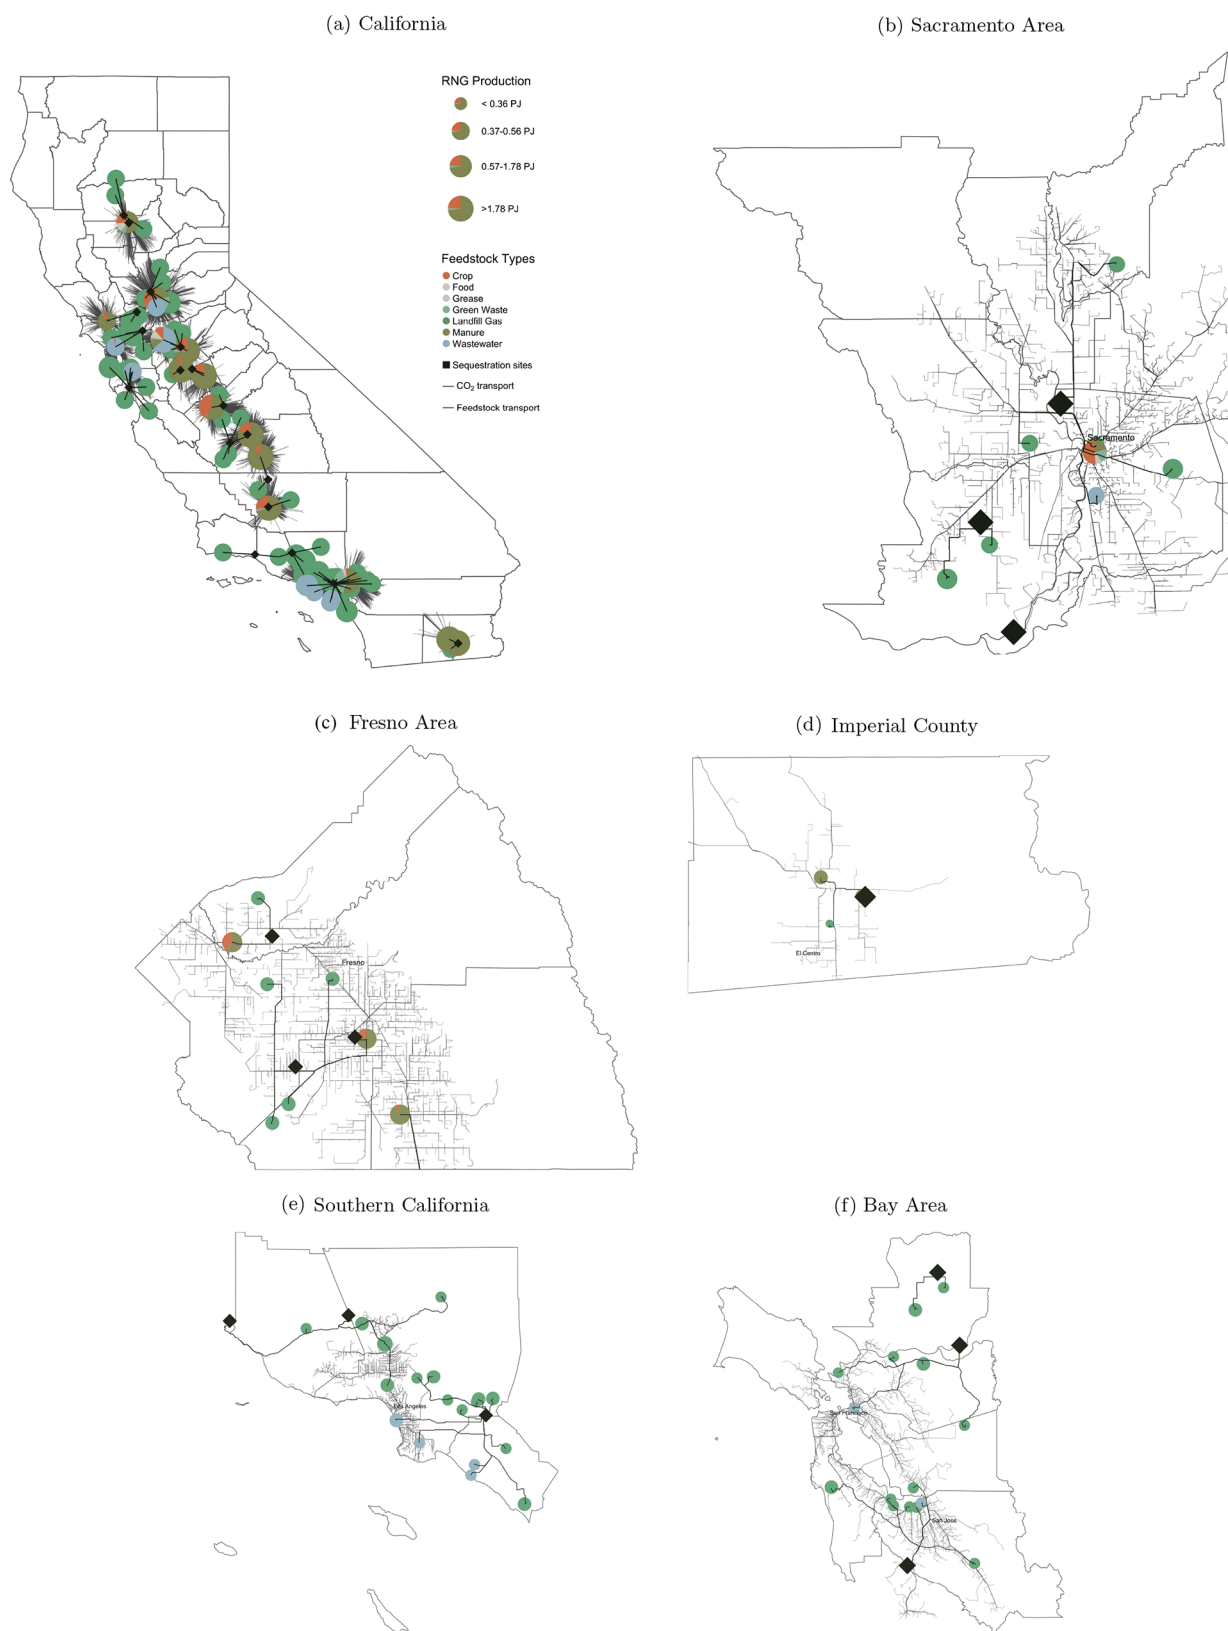 (a) California
(b) Sacramento Area
RNG Production
< 0.36 PJ
0.37-0.56 PJ
0.57-1.78 PJ
>1.78 PJ
Feedstock Types
Crop
Food
Grease
Green Waste
Landfill Gas
Manure
Wastewater
Sequestration sites
CO₂ transport
Feedstock transport
Sacramento
(c) Fresno Area
(d) Imperial County
Fresno
El Centro
(e) Southern California
(f) Bay Area
Los Angeles
San Francisco
San Jose